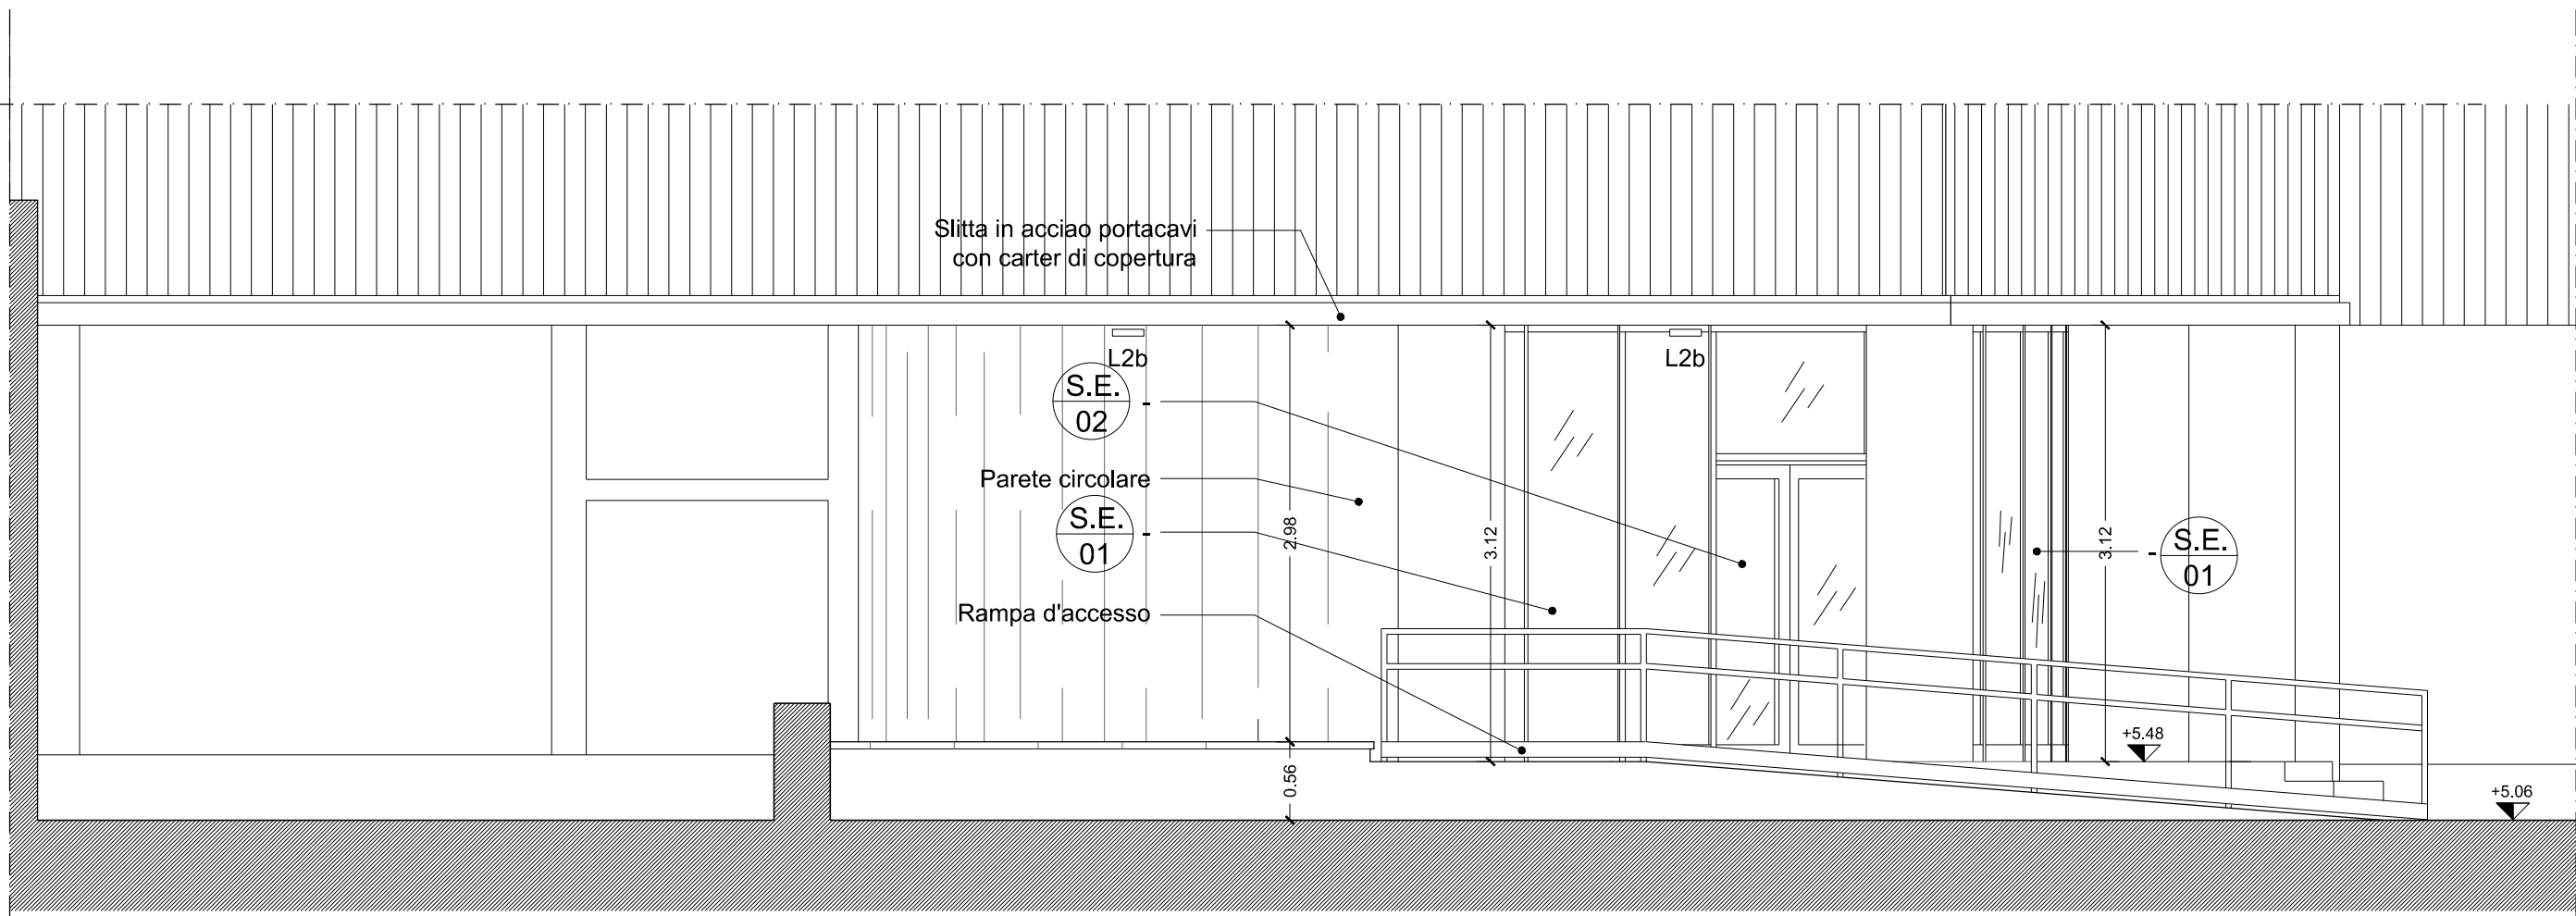 Slitta in acciao portacavi
con carter di copertura
L2b
L2b
S.E.
02
-
Parete circolare
S.E.
01
-
Rampa d'accesso
2.98
0.56
3.12
3.12
-
S.E.
01
+5.48
+5.06